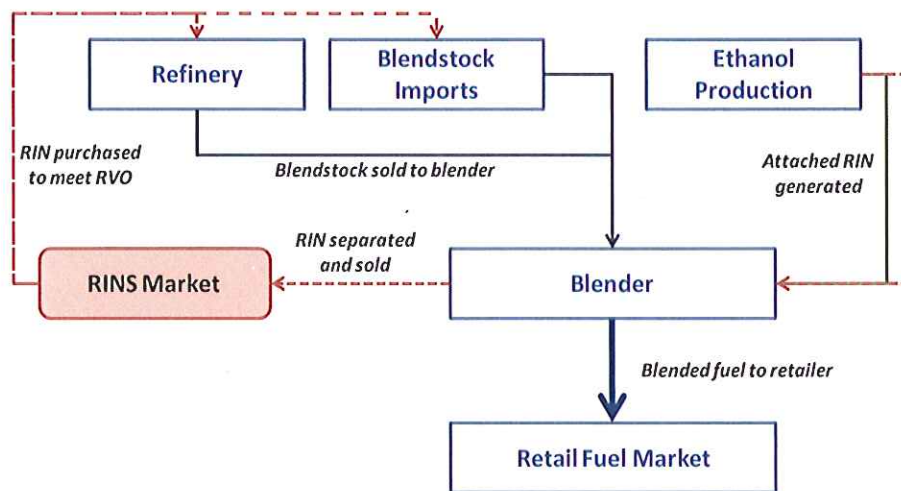 Refinery
Blendstock
Imports
Ethanol
Production
RIN purchased
to meet RVO
Blendstock sold to blender
Attached RIN
generated
RIN separated
and sold
RINS Market
Blender
Blended fuel to retailer
Retail Fuel Market